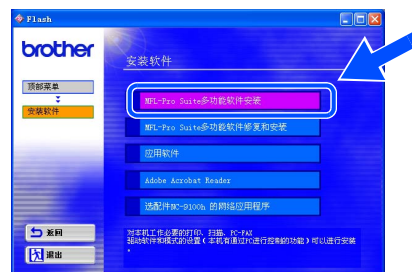 Flash
brother
安装软件
顶部菜单
安装软件
MFL-Pro Suite多功能软件安装
MFL-Pro Suite多功能软件修复和安装
应用软件
Adobe Acrobat Reader
选配件NC-9100h 的网络应用程序
返回
退出
对本机工作必要的打印、扫描、PC-FAX
驱动软件和模式的设置(本机有通过PC进行控制的功能)可以进行安装
。